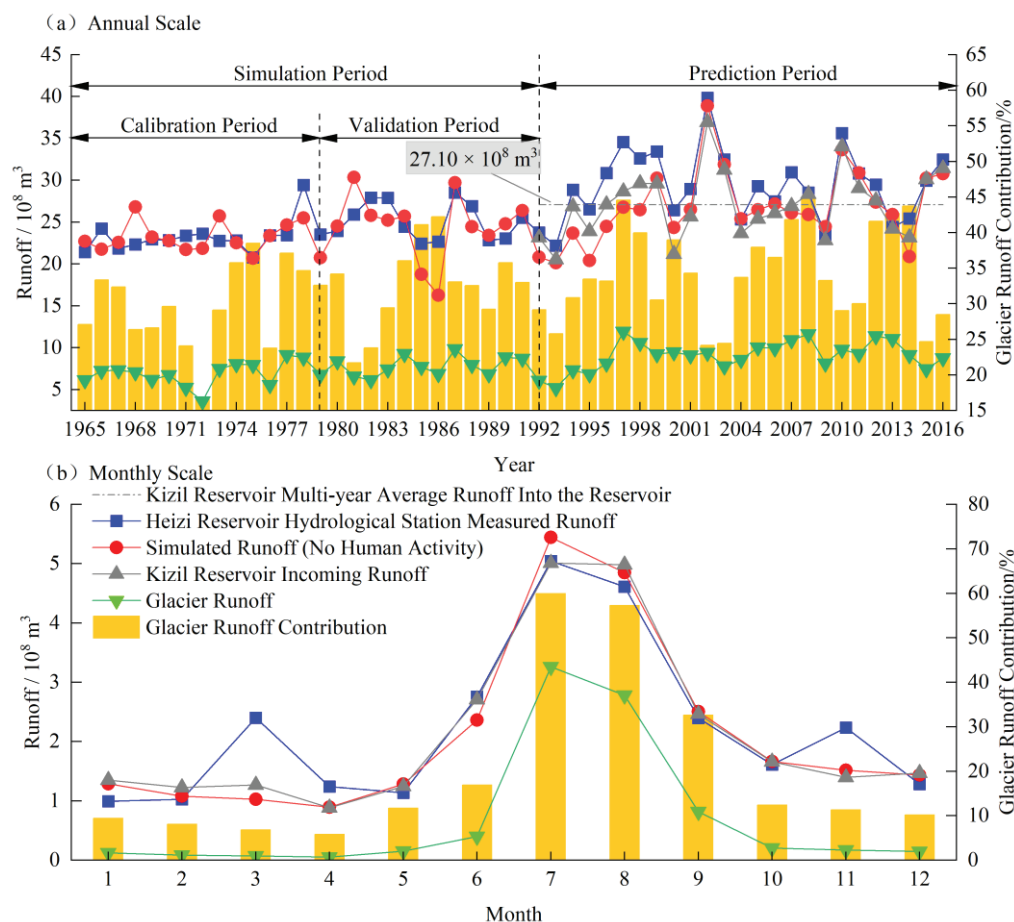 （a） Annual Scale
45
40
35
30
25
20
15
10
5
Runoff / 10⁸ m³
65
60
55
50
45
40
35
30
25
20
15
Glacier Runoff Contribution/%
Simulation Period
Prediction Period
Calibration Period
Validation Period
27.10 × 10⁸ m³
1965 1968 1971 1974 1977 1980 1983 1986 1989 1992 1995 1998 2001 2004 2007 2010 2013 2016
Year
（b） Monthly Scale
Kizil Reservoir Multi-year Average Runoff Into the Reservoir
Heizi Reservoir Hydrological Station Measured Runoff
Simulated Runoff (No Human Activity)
Kizil Reservoir Incoming Runoff
Glacier Runoff
Glacier Runoff Contribution
6
5
4
3
2
1
0
Runoff / 10⁸ m³
80
70
60
50
40
30
20
10
0
Glacier Runoff Contribution/%
1 2 3 4 5 6 7 8 9 10 11 12
Month